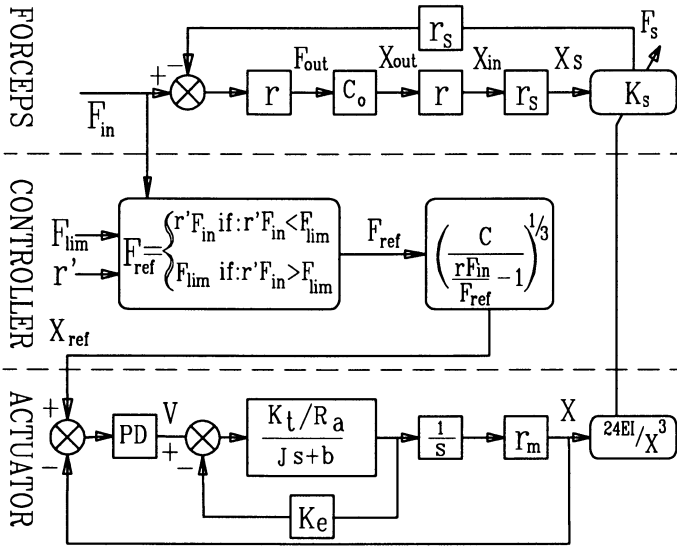 FORCEPS
r_s
F_s
+ −
F_in
r
F_out
C_o
X_out
r
X_in
r_s
X_s
K_s
CONTROLLER
F_lim
r'
F_ref = { r'F_in if:r'F_in<F_lim
F_lim if:r'F_in>F_lim
F_ref
( C / ( rF_in / F_ref − 1 ) )^1/3
X_ref
ACTUATOR
+
−
PD
V
+
−
K_t/R_a
Js+b
K_e
1/s
r_m
X
24EI/X^3